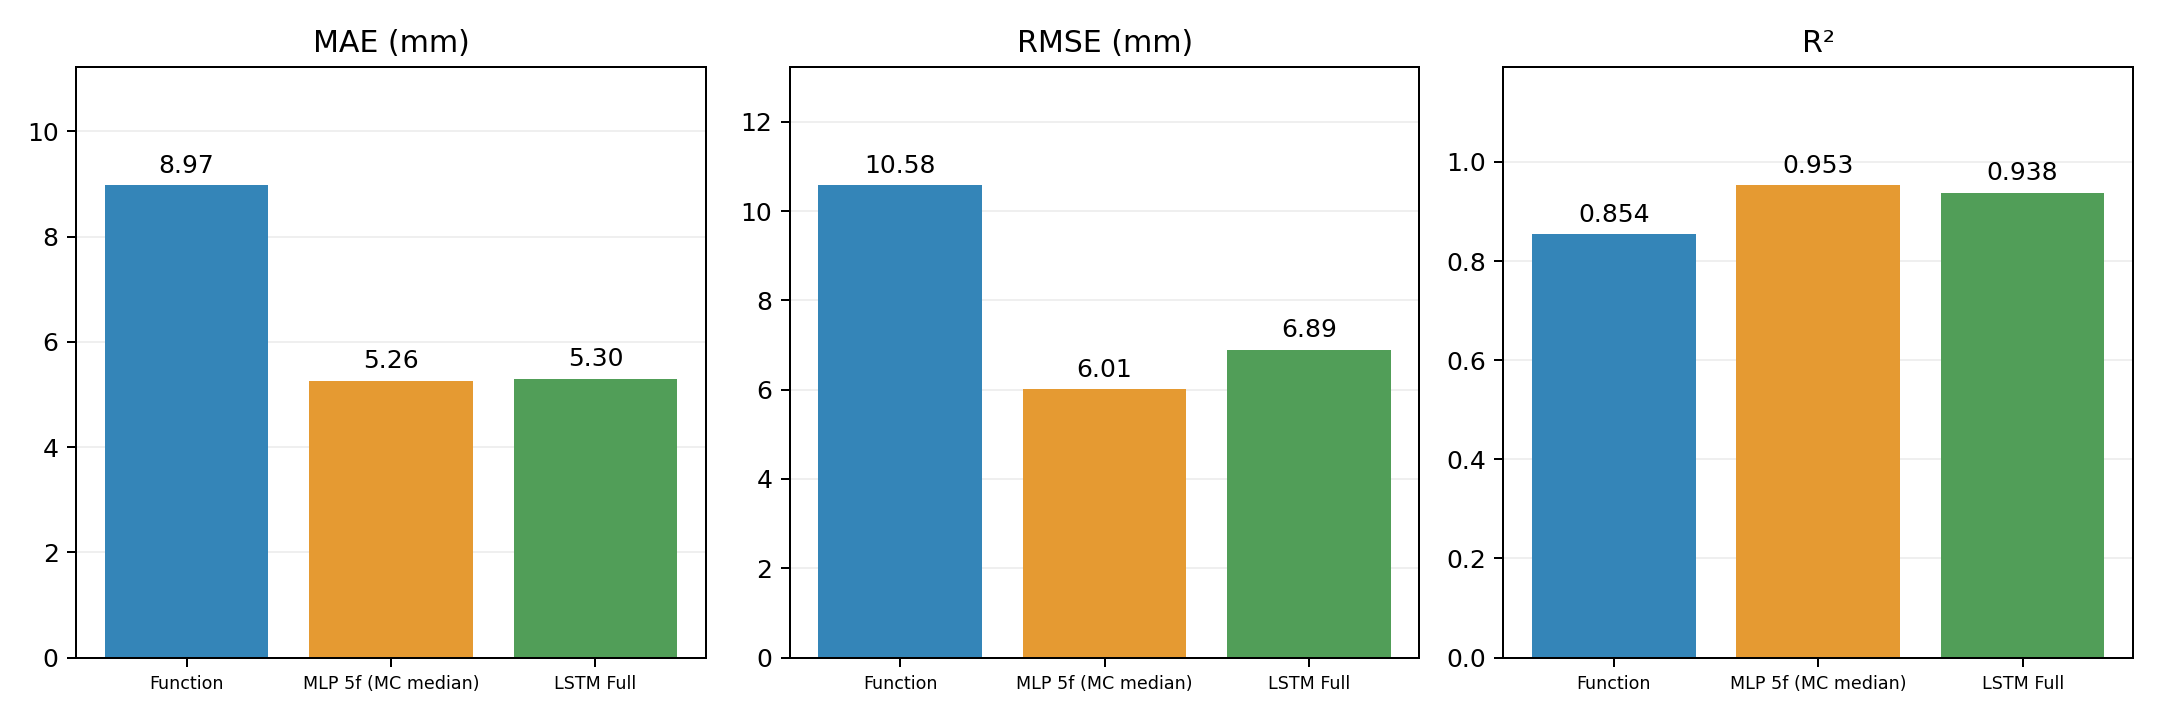 MAE (mm)
10
8
6
4
2
0
8.97
5.26
5.30
Function
MLP 5f (MC median)
LSTM Full
RMSE (mm)
12
10
8
6
4
2
0
10.58
6.01
6.89
Function
MLP 5f (MC median)
LSTM Full
R²
1.0
0.8
0.6
0.4
0.2
0.0
0.854
0.953
0.938
Function
MLP 5f (MC median)
LSTM Full